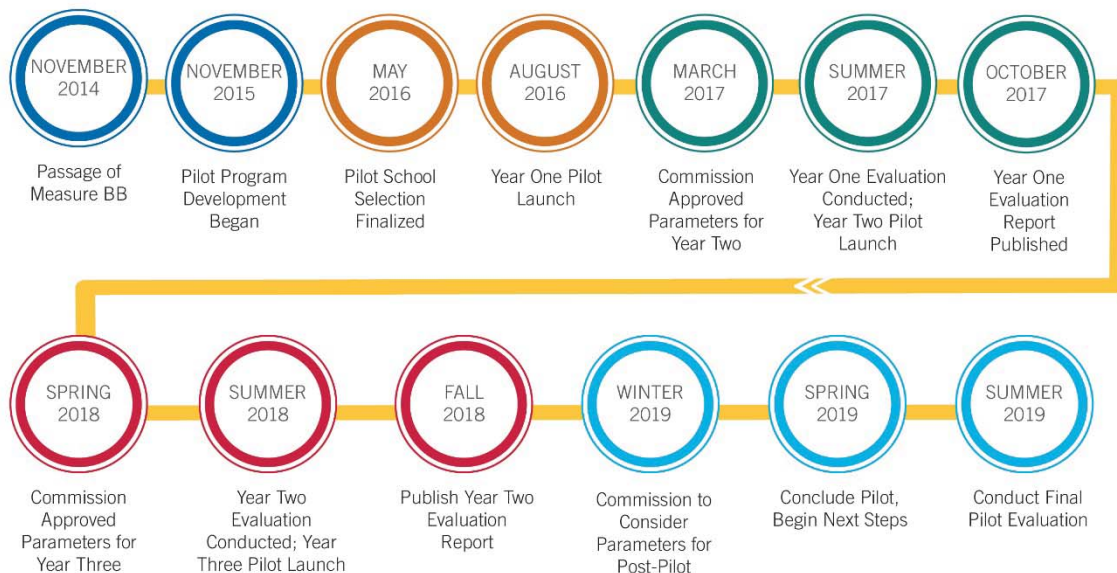 NOVEMBER
2014
Passage of
Measure BB
NOVEMBER
2015
Pilot Program
Development
Began
MAY
2016
Pilot School
Selection
Finalized
AUGUST
2016
Year One Pilot
Launch
MARCH
2017
Commission
Approved
Parameters for
Year Two
SUMMER
2017
Year One Evaluation
Conducted;
Year Two Pilot
Launch
OCTOBER
2017
Year One
Evaluation
Report
Published
SPRING
2018
Commission
Approved
Parameters for
Year Three
SUMMER
2018
Year Two
Evaluation
Conducted; Year
Three Pilot Launch
FALL
2018
Publish Year Two
Evaluation
Report
WINTER
2019
Commission to
Consider
Parameters for
Post-Pilot
SPRING
2019
Conclude Pilot,
Begin Next Steps
SUMMER
2019
Conduct Final
Pilot Evaluation